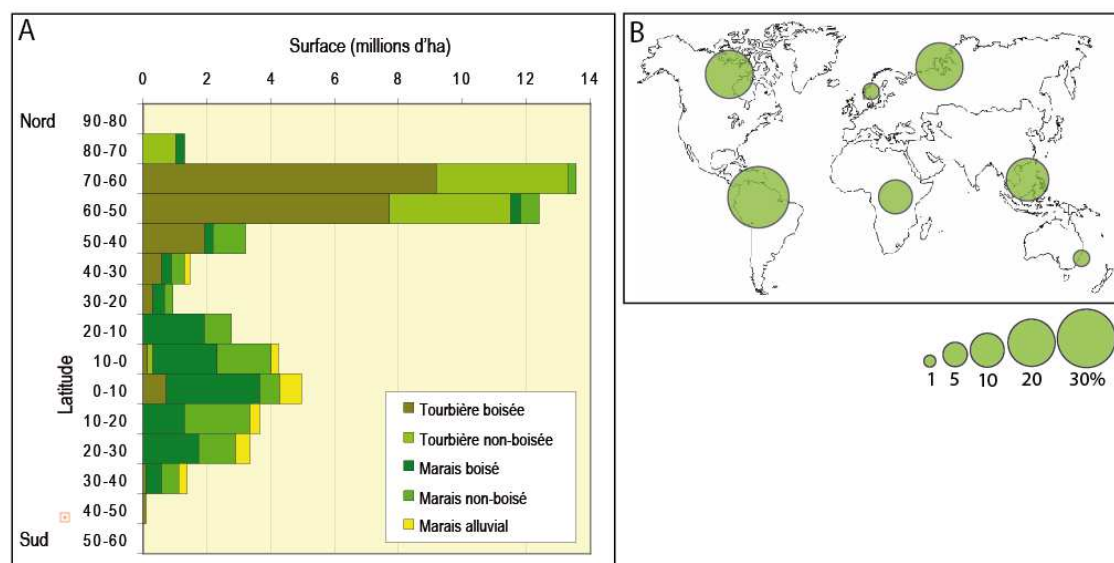 A
Surface (millions d'ha)
0 2 4 6 8 10 12 14
Nord
90-80
80-70
70-60
60-50
50-40
40-30
30-20
20-10
10-0
0-10
10-20
20-30
30-40
40-50
50-60
Sud
Latitude
Tourbière boisée
Tourbière non-boisée
Marais boisé
Marais non-boisé
Marais alluvial
B
1 5 10 20 30%